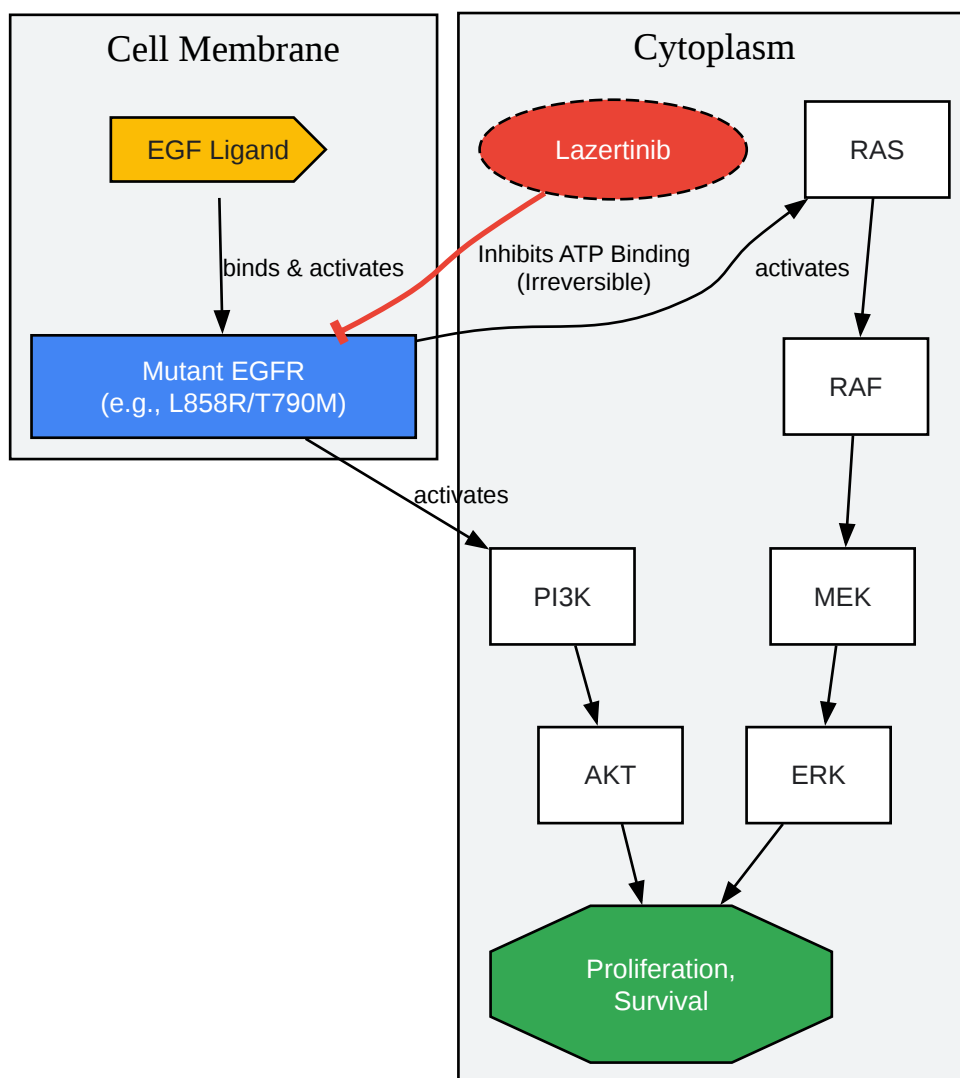 Cell Membrane
Cytoplasm
EGF Ligand
Lazertinib
RAS
binds & activates
Inhibits ATP Binding
(Irreversible)
activates
Mutant EGFR
(e.g., L858R/T790M)
RAF
activates
PI3K
MEK
AKT
ERK
Proliferation,
Survival